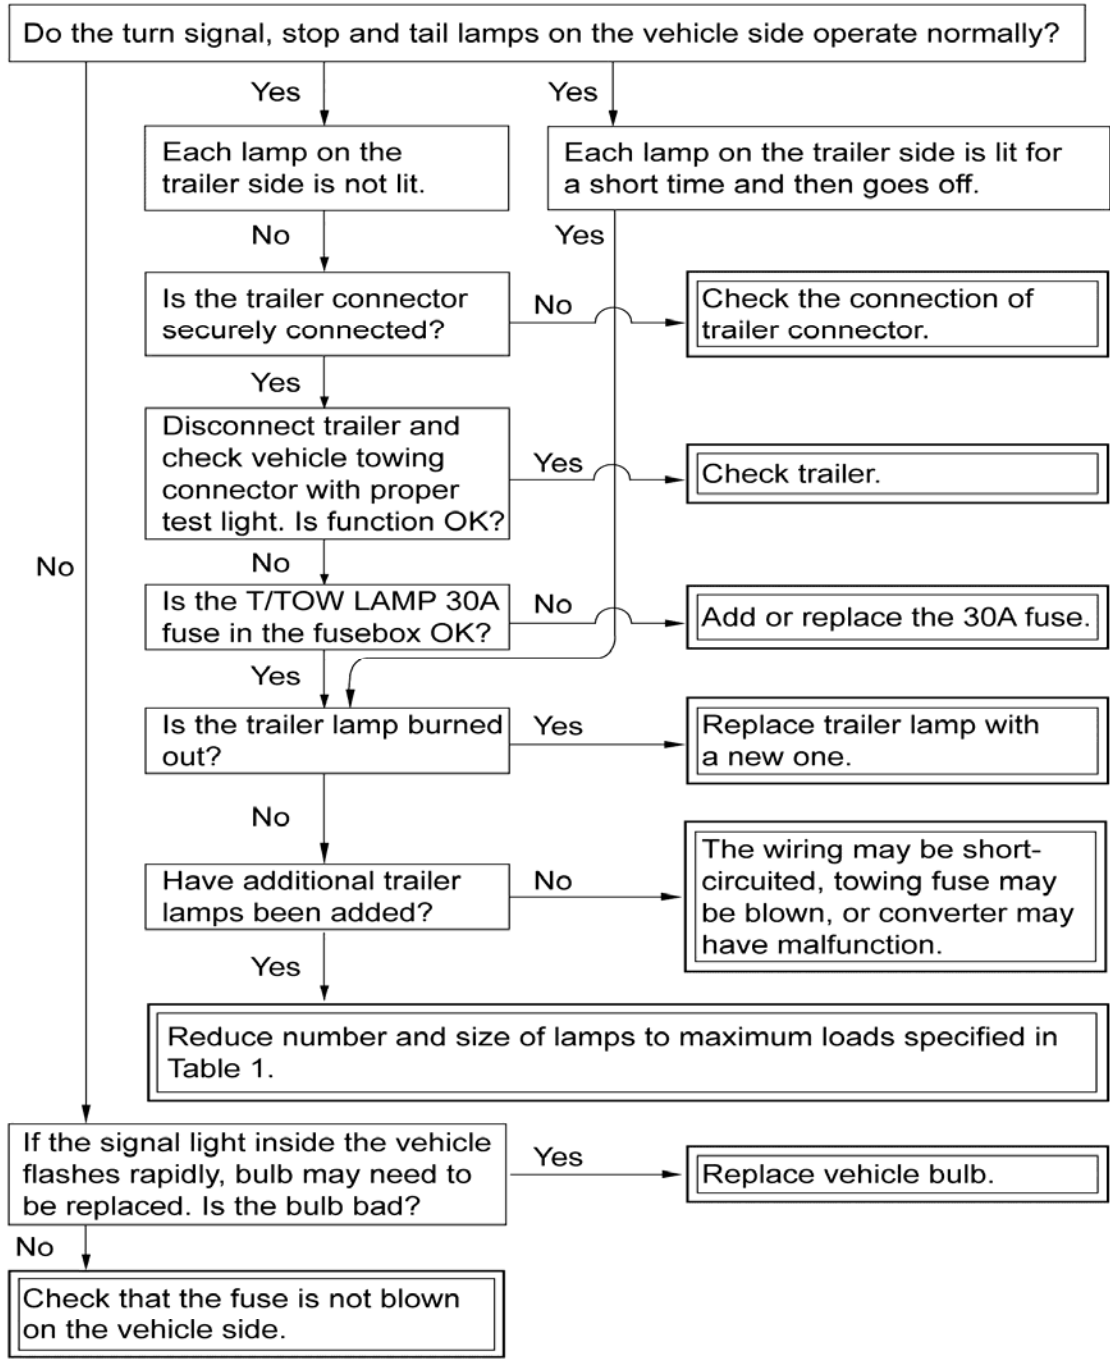 Do the turn signal, stop and tail lamps on the vehicle side operate normally?
Yes
Yes
Each lamp on the
trailer side is not lit.
Each lamp on the trailer side is lit for
a short time and then goes off.
No
Yes
Is the trailer connector
securely connected?
No
Check the connection of
trailer connector.
Yes
Disconnect trailer and
check vehicle towing
connector with proper
test light. Is function OK?
Yes
Check trailer.
No
No
Is the T/TOW LAMP 30A
fuse in the fusebox OK?
No
Add or replace the 30A fuse.
Yes
Is the trailer lamp burned
out?
Yes
Replace trailer lamp with
a new one.
No
Have additional trailer
lamps been added?
No
The wiring may be short-
circuited, towing fuse may
be blown, or converter may
have malfunction.
Yes
Reduce number and size of lamps to maximum loads specified in
Table 1.
If the signal light inside the vehicle
flashes rapidly, bulb may need to
be replaced. Is the bulb bad?
Yes
Replace vehicle bulb.
No
Check that the fuse is not blown
on the vehicle side.